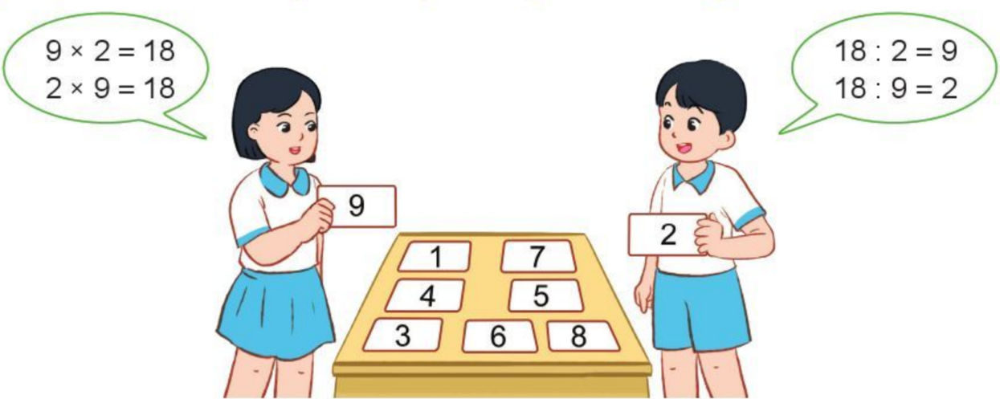 9 × 2 = 18
2 × 9 = 18
18 : 2 = 9
18 : 9 = 2
9
2
1 7
4 5
3 6 8